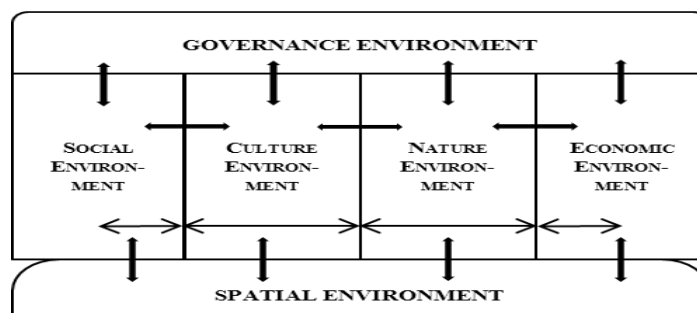 GOVERNANCE ENVIRONMENT
SOCIAL
ENVIRON-
MENT
CULTURE
ENVIRON-
MENT
NATURE
ENVIRON-
MENT
ECONOMIC
ENVIRON-
MENT
SPATIAL ENVIRONMENT